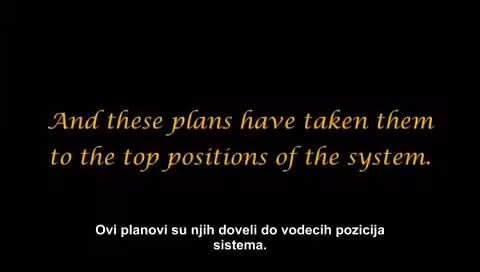 And these plans have taken them
to the top positions of the system.
Ovi planovi su njih doveli do vodecih pozicija
sistema.